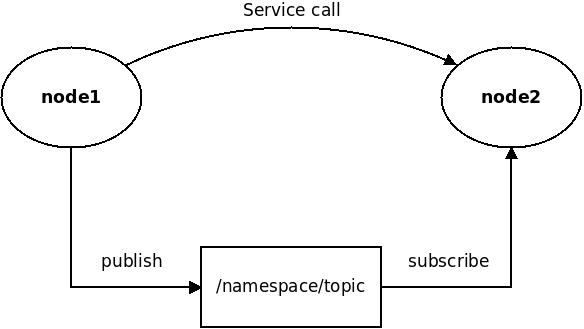 Service call
node1
node2
publish
subscribe
/namespace/topic